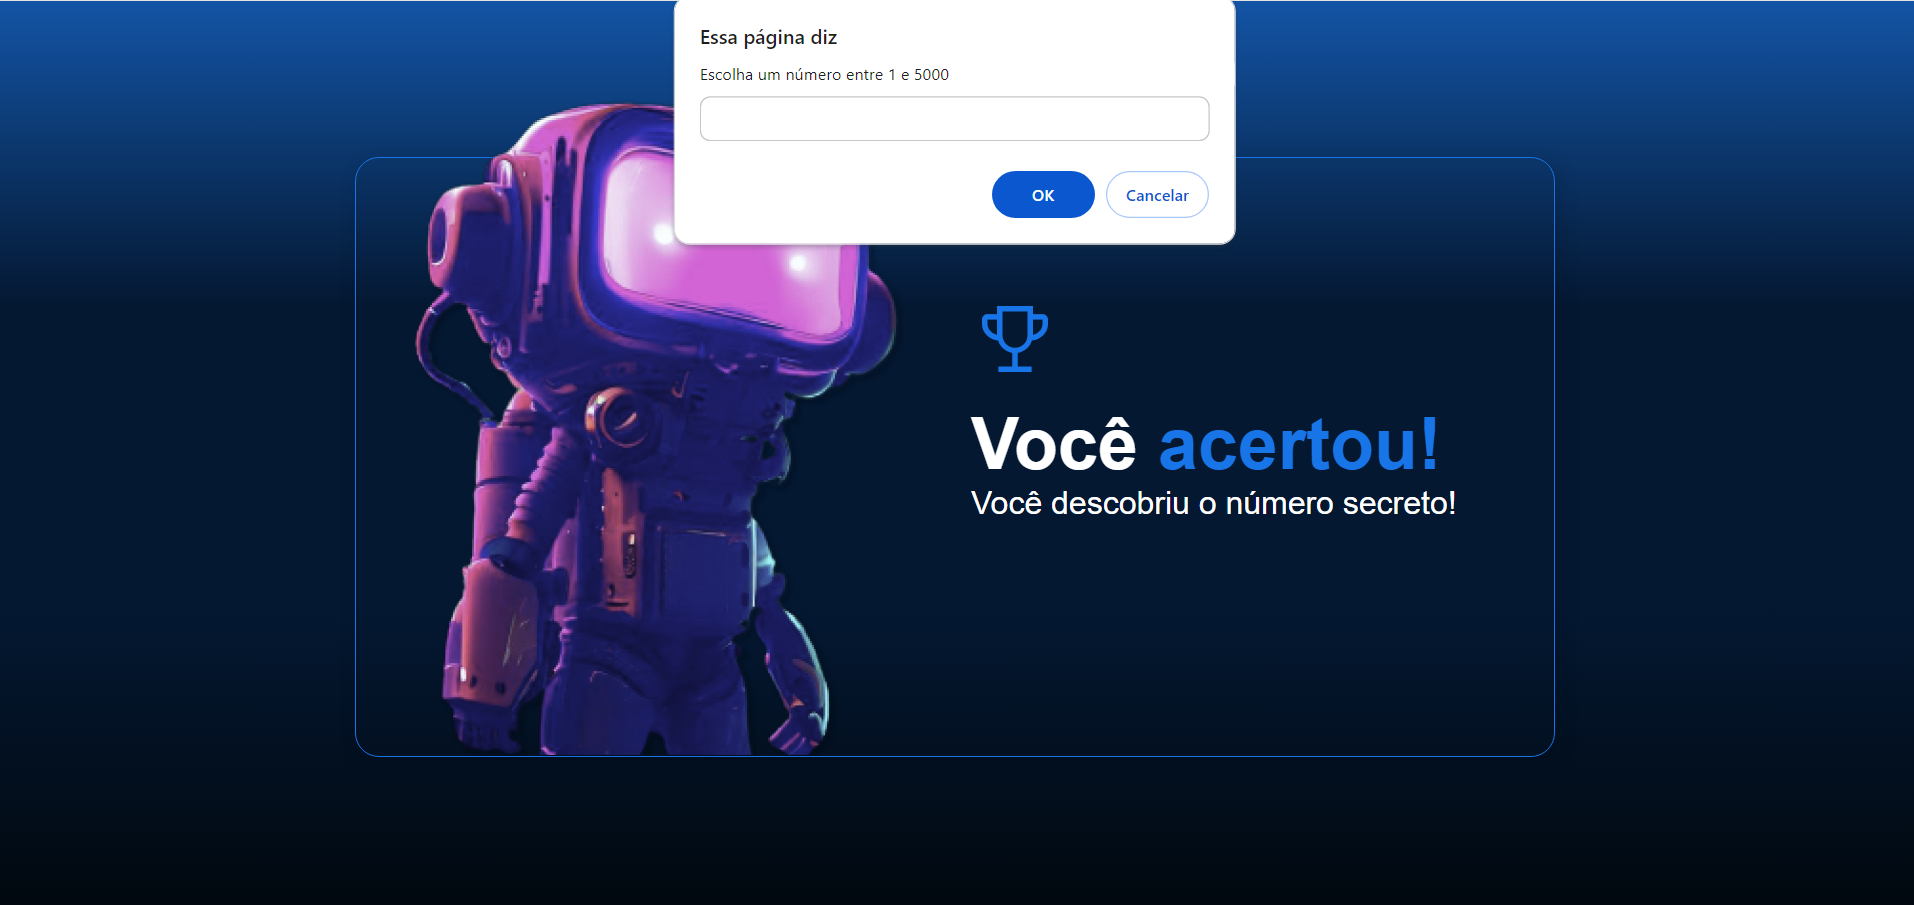 Essa página diz
Escolha um número entre 1 e 5000
OK
Cancelar
Você acertou!
Você descobriu o número secreto!